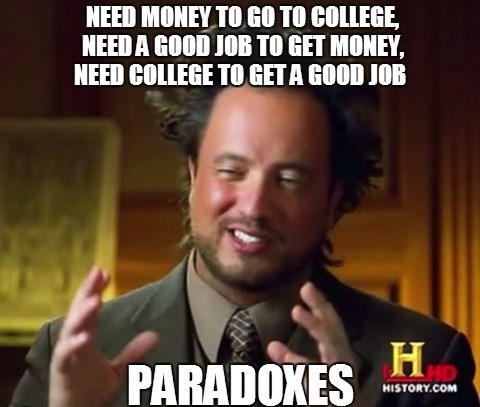 NEED MONEY TO GO TO COLLEGE,
NEED A GOOD JOB TO GET MONEY,
NEED COLLEGE TO GET A GOOD JOB
PARADOXES
H HD
HISTORY.COM